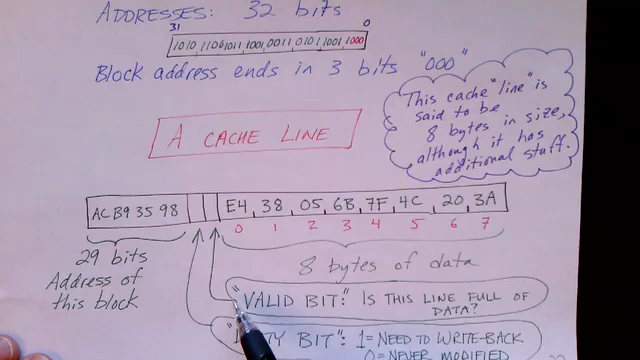 ADDRESSES: 32 bits
31 0
1010 1100 1011 1001 0011 0101 1001 1000
Block address ends in 3 bits "000"
This cache "line" is
said to be
8 bytes in size,
although it has
additional stuff.
A CACHE LINE
ACB9 35 98 E4 38 05 6B 7F 4C 20 3A
0 1 2 3 4 5 6 7
29 bits
Address of
this block
8 bytes of data
"VALID BIT:" IS THIS LINE FULL OF
DATA?
BIT": 1= NEED TO WRITE-BACK
0= NEVER MODIFIED